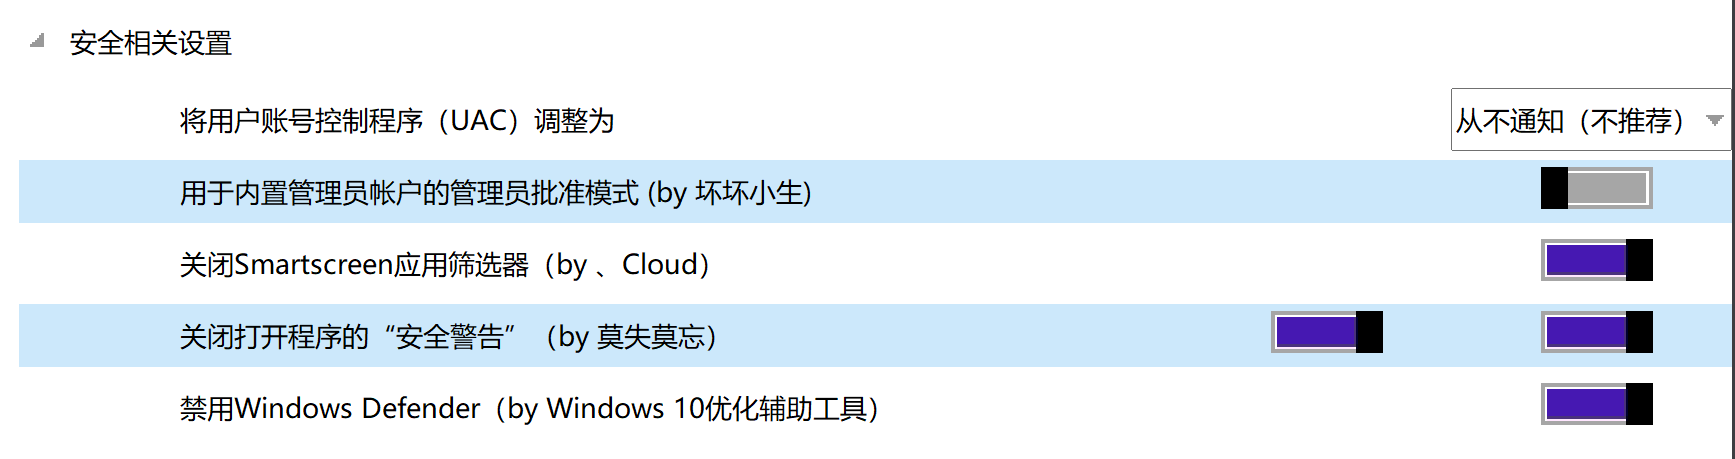 安全相关设置
将用户账号控制程序（UAC）调整为 从不通知（不推荐）
用于内置管理员帐户的管理员批准模式 (by 坏坏小生)
关闭Smartscreen应用筛选器（by 、Cloud）
关闭打开程序的“安全警告”（by 莫失莫忘）
禁用Windows Defender（by Windows 10优化辅助工具）